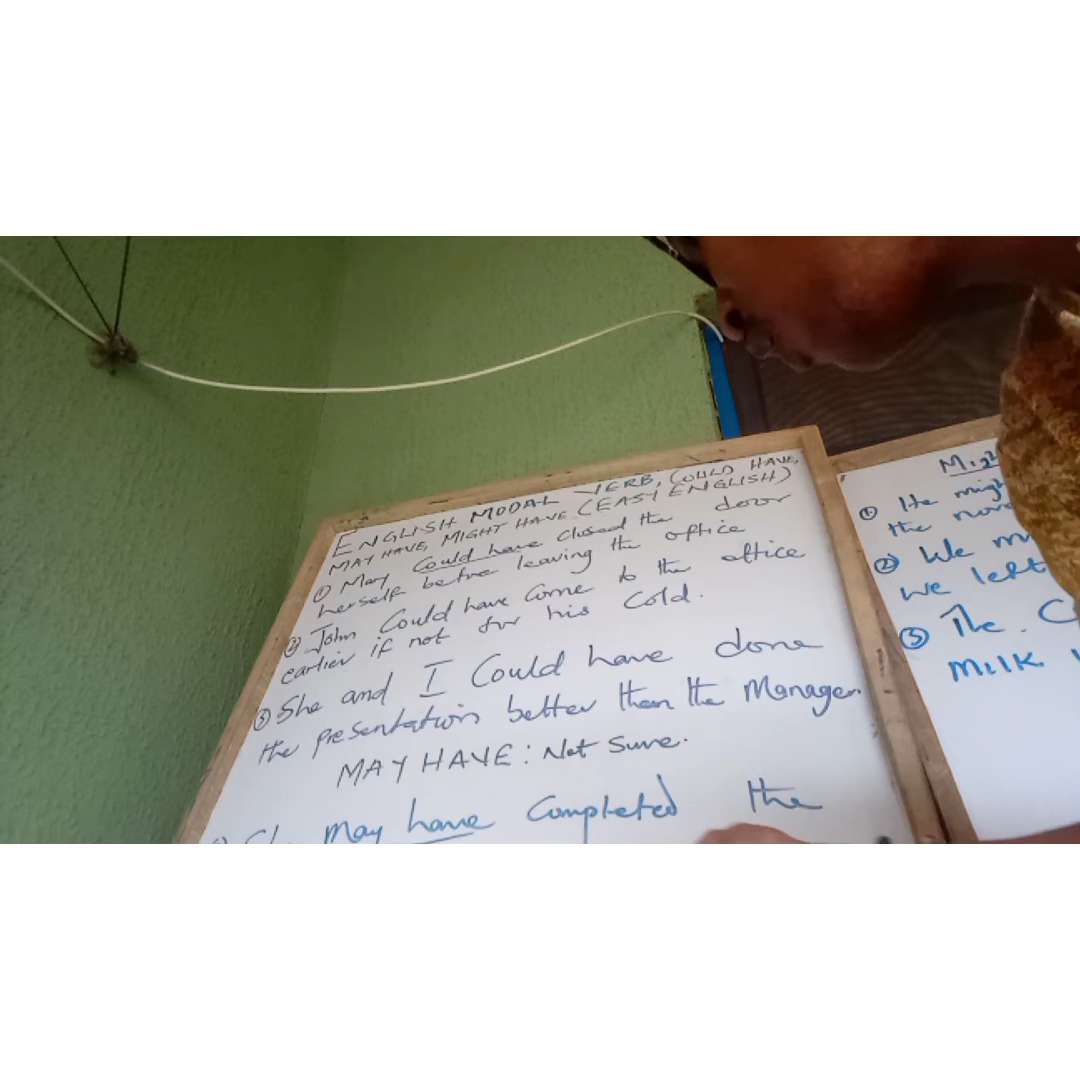 ENGLISH MODAL VERB, COULD HAVE,
MAY HAVE, MIGHT HAVE (EASY ENGLISH)
① Mary Could have closed the door
herself before leaving the office
② John Could have Come to the office
earlier if not for his Cold.
③ She and I Could have done
the presentation better than the Manager.
MAY HAVE: Not Sure.
may have Completed the
① He
the
② We
we left
③ The.
MILK